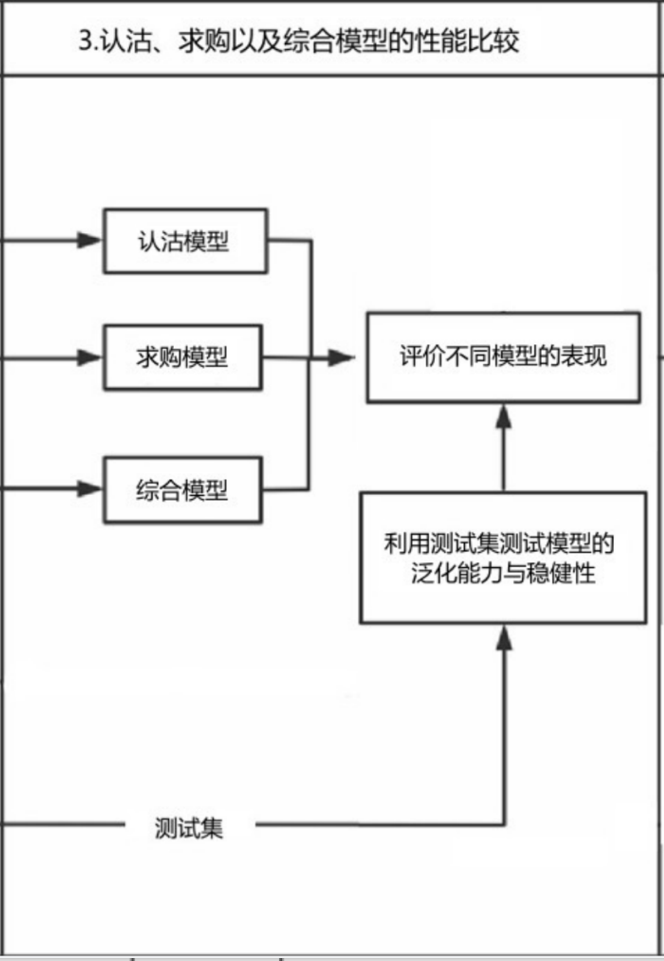 3.认沽、求购以及综合模型的性能比较
认沽模型
求购模型
评价不同模型的表现
综合模型
利用测试集测试模型的
泛化能力与稳健性
测试集